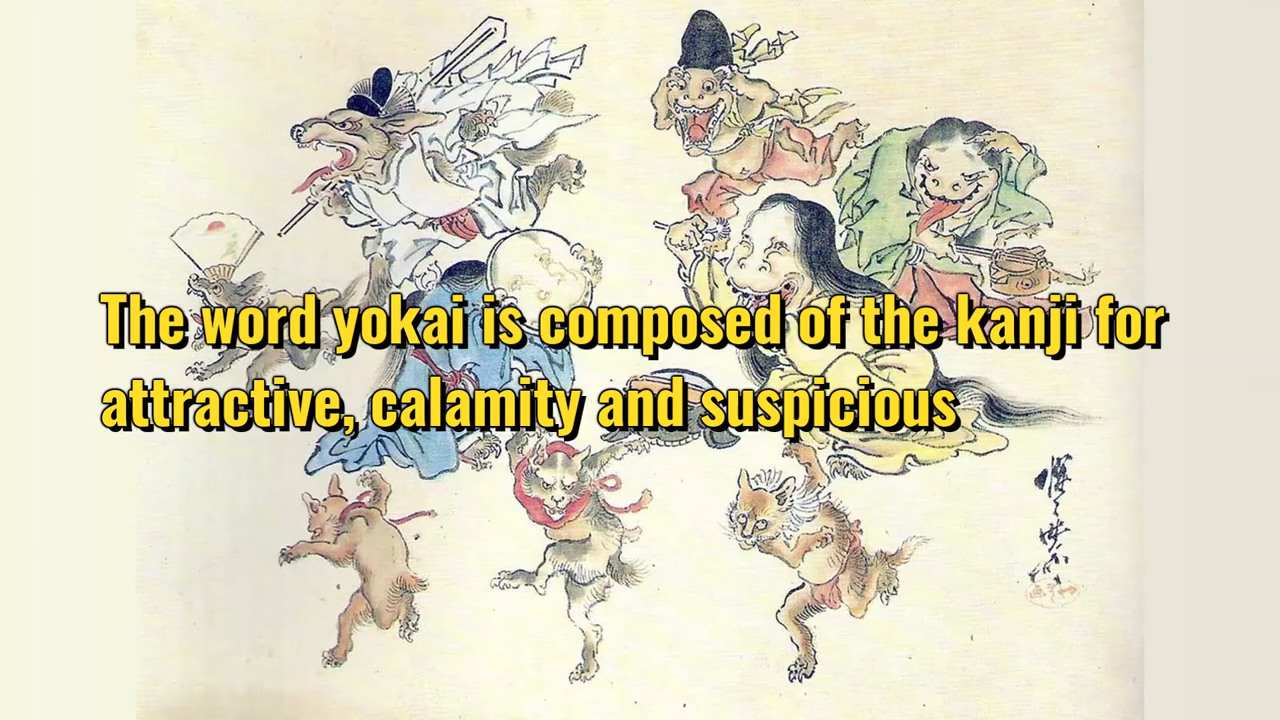 The word yokai is composed of the kanji for
attractive, calamity and suspicious